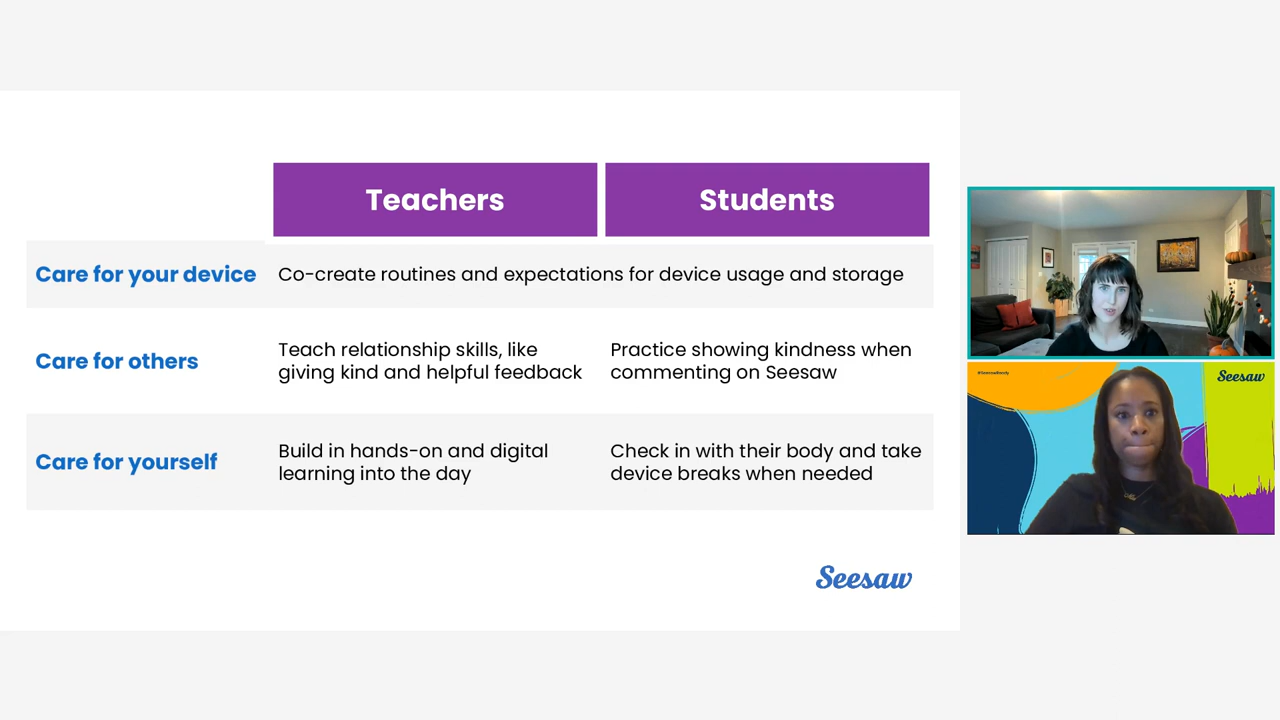 Teachers
Students
Care for your device
Co-create routines and expectations for device usage and storage
Care for others
Teach relationship skills, like
giving kind and helpful feedback
Practice showing kindness when
commenting on Seesaw
Care for yourself
Build in hands-on and digital
learning into the day
Check in with their body and take
device breaks when needed
Seesaw
#SeesawReady
Seesaw